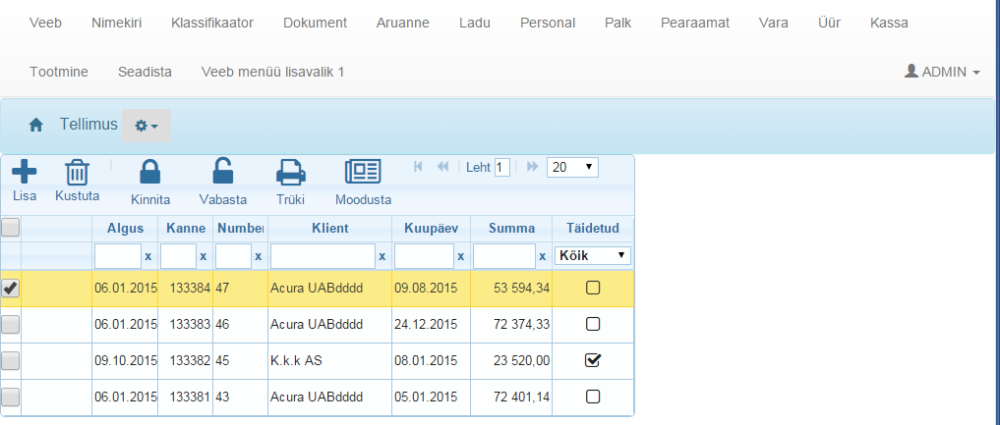 Veeb Nimekiri Klassifikaator Dokument Aruanne Ladu Personal Palk Pearaamat Vara Üür Kassa
Tootmine Seadista Veeb menüü lisavalik 1 ADMIN
Tellimus
Lisa Kustuta Kinnita Vabasta Trüki Moodusta Leht 1 20
Algus Kanne Number Klient Kuupäev Summa Täidetud
x x x x x x Kõik
06.01.2015 133384 47 Acura UABdddd 09.08.2015 53 594,34
06.01.2015 133383 46 Acura UABdddd 24.12.2015 72 374,33
09.10.2015 133382 45 K.k.k AS 08.01.2015 23 520,00
06.01.2015 133381 43 Acura UABdddd 05.01.2015 72 401,14